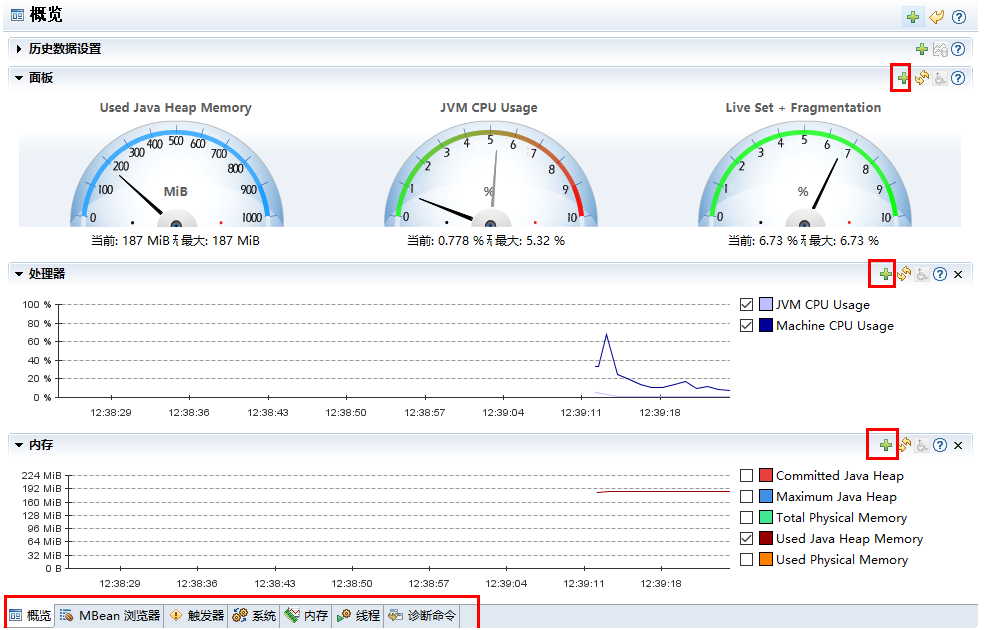 概览
历史数据设置
面板
Used Java Heap Memory
JVM CPU Usage
Live Set + Fragmentation
0 100 200 300 400 500 600 700 800 900 1000
MiB
0 1 2 3 4 5 6 7 8 9 10
%
0 1 2 3 4 5 6 7 8 9 10
%
当前: 187 MiB 最大: 187 MiB
当前: 0.778 % 最大: 5.32 %
当前: 6.73 % 最大: 6.73 %
处理器
100 %
80 %
60 %
40 %
20 %
0 %
12:38:29 12:38:36 12:38:43 12:38:50 12:38:57 12:39:04 12:39:11 12:39:18
JVM CPU Usage
Machine CPU Usage
内存
224 MiB
192 MiB
160 MiB
128 MiB
96 MiB
64 MiB
32 MiB
0 B
12:38:29 12:38:36 12:38:43 12:38:50 12:38:57 12:39:04 12:39:11 12:39:18
Committed Java Heap
Maximum Java Heap
Total Physical Memory
Used Java Heap Memory
Used Physical Memory
概览 MBean 浏览器 触发器 系统 内存 线程 诊断命令